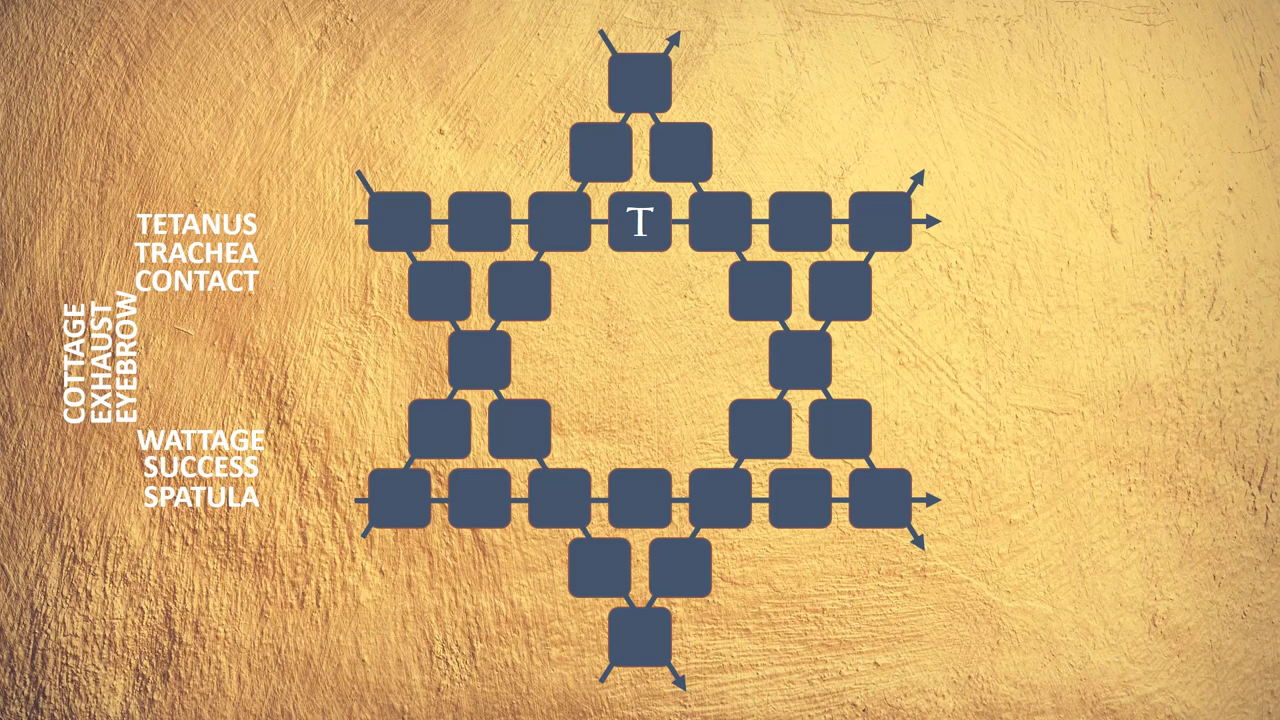 T
TETANUS
TRACHEA
CONTACT
COTTAGE
EXHAUST
EYEBROW
WATTAGE
SUCCESS
SPATULA